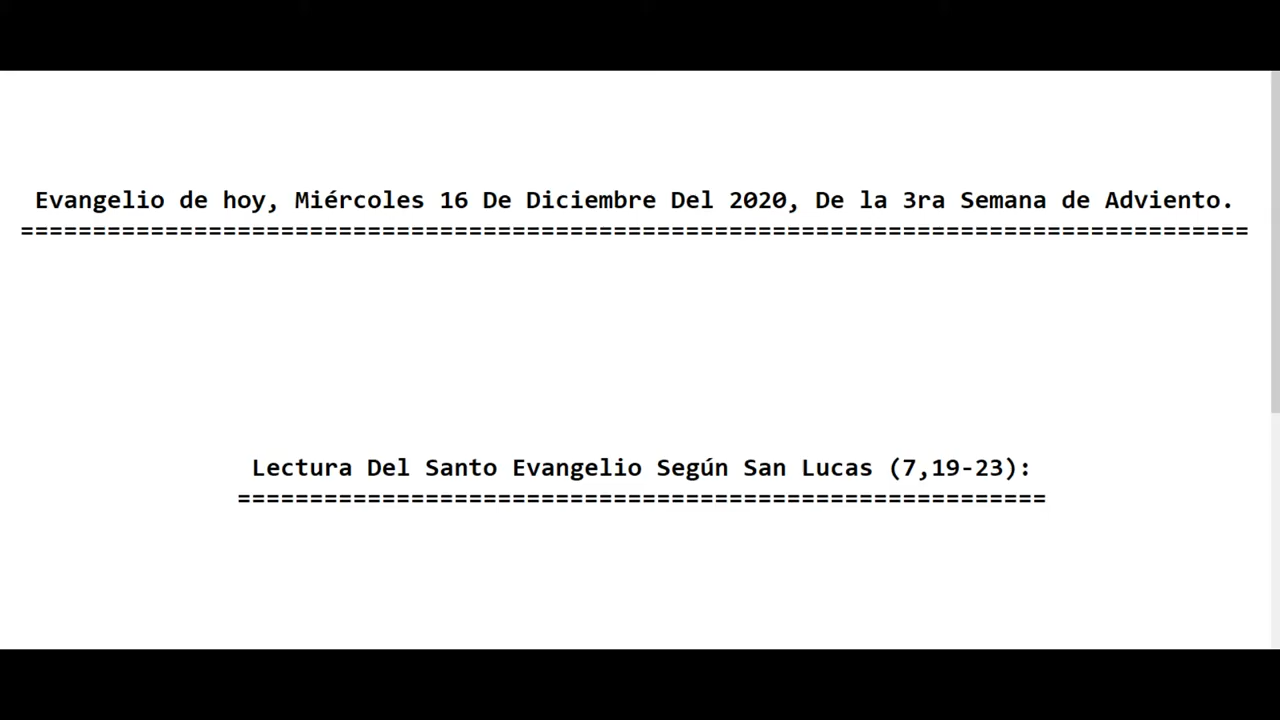 Evangelio de hoy, Miércoles 16 De Diciembre Del 2020, De la 3ra Semana de Adviento.
=====================================================================================
Lectura Del Santo Evangelio Según San Lucas (7,19-23):
========================================================